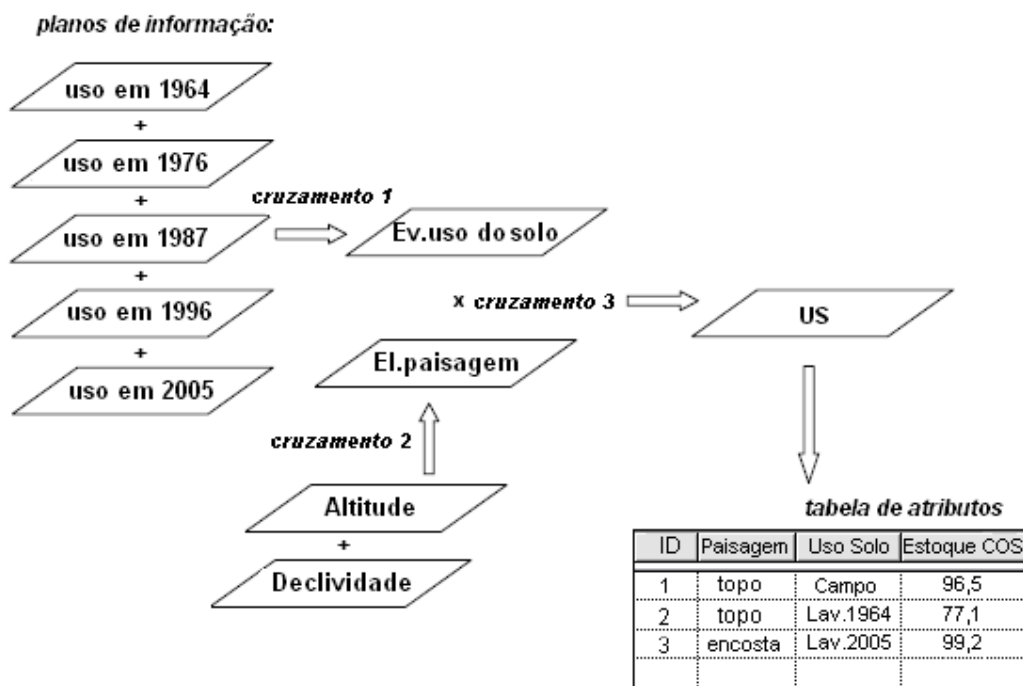 planos de informação:
uso em 1964
+
uso em 1976
+
uso em 1987
+
uso em 1996
+
uso em 2005
cruzamento 1
Ev.uso do solo
x cruzamento 3
US
El.paisagem
cruzamento 2
Altitude
+
Declividade
tabela de atributos
ID Paisagem Uso Solo Estoque COS
1 topo Campo 96,5
2 topo Lav.1964 77,1
3 encosta Lav.2005 99,2